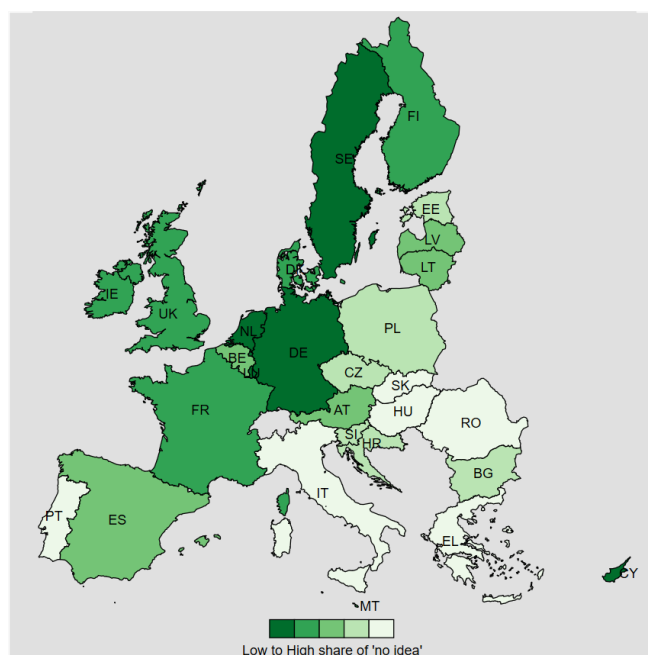 FI
SE
EE
LV
DK
LT
IE
UK
NL
PL
DE
BE
LU
CZ
SK
FR
AT
HU
RO
SI
HR
BG
IT
PT
ES
EL
CY
MT
Low to High share of 'no idea'